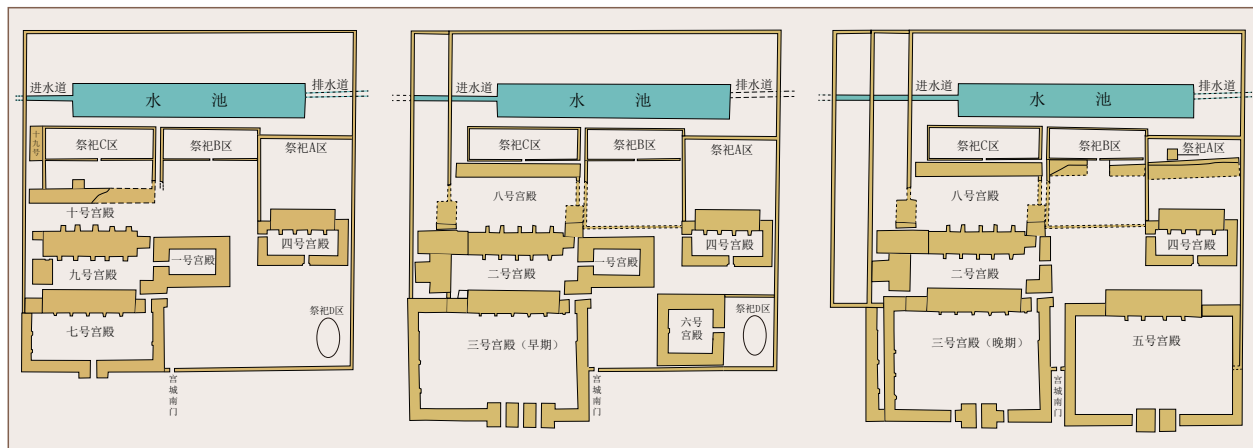 进水道
排水道
水 池
十九号
祭祀C区
祭祀B区
祭祀A区
十号宫殿
四号宫殿
一号宫殿
九号宫殿
七号宫殿
祭祀D区
宫城南门
进水道
排水道
水 池
祭祀C区
祭祀B区
祭祀A区
八号宫殿
四号宫殿
一号宫殿
二号宫殿
六号
宫殿
祭祀D区
三号宫殿（早期）
宫城南门
进水道
排水道
水 池
祭祀C区
祭祀B区
祭祀A区
八号宫殿
四号宫殿
二号宫殿
三号宫殿（晚期）
五号宫殿
宫城南门